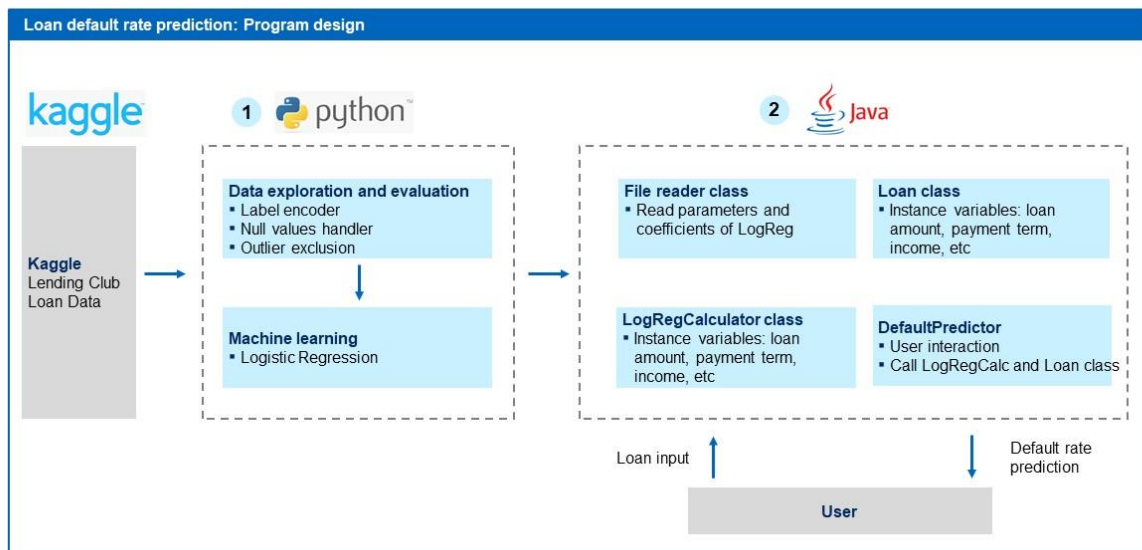 Loan default rate prediction: Program design
kaggle
1
python™
2
Java
Kaggle
Lending Club
Loan Data
Data exploration and evaluation
▪ Label encoder
▪ Null values handler
▪ Outlier exclusion
Machine learning
▪ Logistic Regression
File reader class
▪ Read parameters and
coefficients of LogReg
Loan class
▪ Instance variables: loan
amount, payment term,
income, etc
LogRegCalculator class
▪ Instance variables: loan
amount, payment term,
income, etc
DefaultPredictor
▪ User interaction
▪ Call LogRegCalc and Loan class
Loan input
Default rate
prediction
User